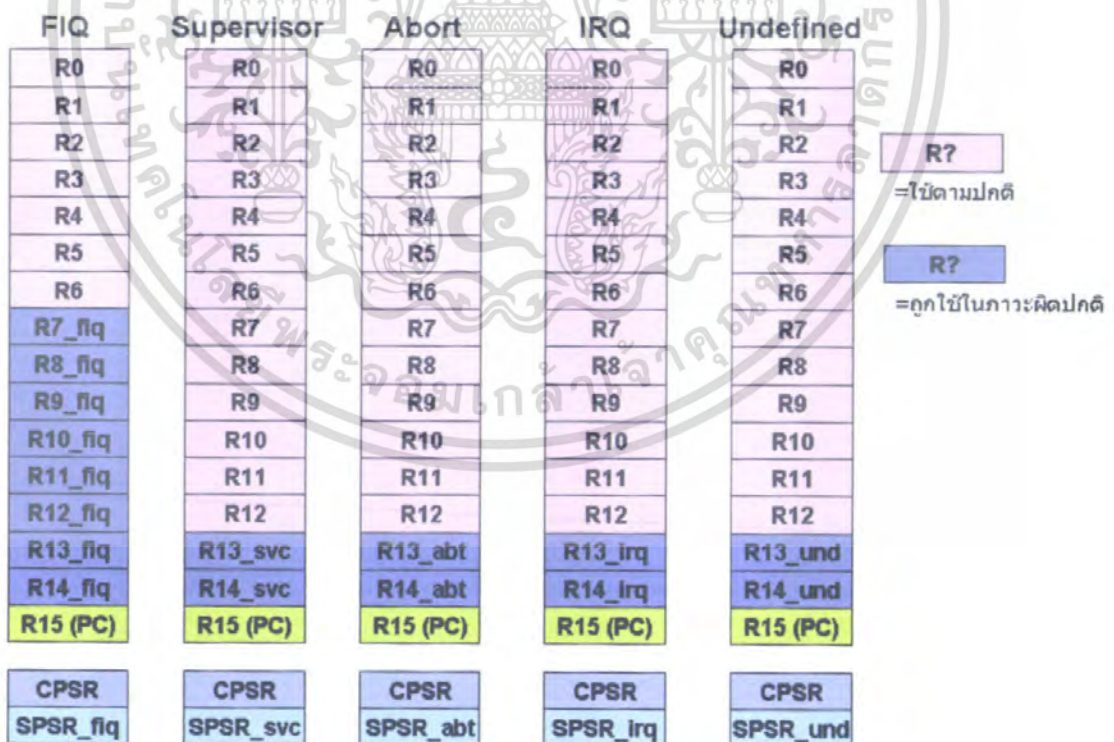 FIQ Supervisor Abort IRQ Undefined
R0 R0 R0 R0 R0
R1 R1 R1 R1 R1
R2 R2 R2 R2 R2
R3 R3 R3 R3 R3
R4 R4 R4 R4 R4
R5 R5 R5 R5 R5
R6 R6 R6 R6 R6
R7_fiq R7 R7 R7 R7
R8_fiq R8 R8 R8 R8
R9_fiq R9 R9 R9 R9
R10_fiq R10 R10 R10 R10
R11_fiq R11 R11 R11 R11
R12_fiq R12 R12 R12 R12
R13_fiq R13_svc R13_abt R13_irq R13_und
R14_fiq R14_svc R14_abt R14_irq R14_und
R15 (PC) R15 (PC) R15 (PC) R15 (PC) R15 (PC)
CPSR CPSR CPSR CPSR CPSR
SPSR_fiq SPSR_svc SPSR_abt SPSR_irq SPSR_und
R?
=ใช้ตามปกติ
R?
=ถูกใช้ในภาวะผิดปกติ